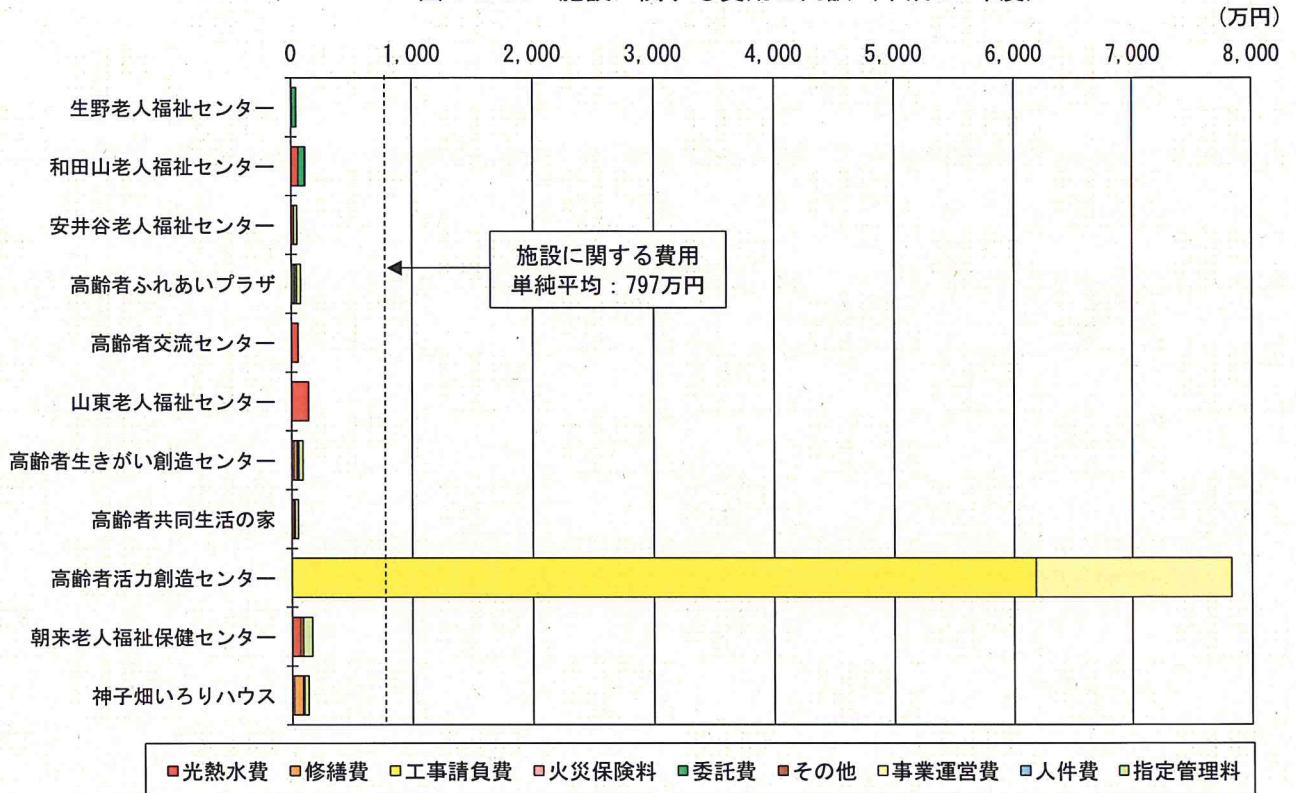 (万円)
0 1,000 2,000 3,000 4,000 5,000 6,000 7,000 8,000
生野老人福祉センター
和田山老人福祉センター
安井谷老人福祉センター
施設に関する費用
単純平均：797万円
高齢者ふれあいプラザ
高齢者交流センター
山東老人福祉センター
高齢者生きがい創造センター
高齢者共同生活の家
高齢者活力創造センター
朝来老人福祉保健センター
神子畑いろりハウス
光熱水費 修繕費 工事請負費 火災保険料 委託費 その他 事業運営費 人件費 指定管理料